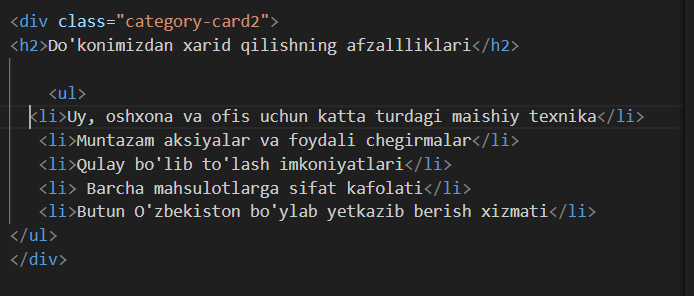 <div class="category-card2">
<h2>Do'konimizdan xarid qilishning afzallliklari</h2>
<ul>
<li>Uy, oshxona va ofis uchun katta turdagi maishiy texnika</li>
<li>Muntazam aksiyalar va foydali chegirmalar</li>
<li>Qulay bo'lib to'lash imkoniyatlari</li>
<li> Barcha mahsulotlarga sifat kafolati</li>
<li>Butun O'zbekiston bo'ylab yetkazib berish xizmati</li>
</ul>
</div>